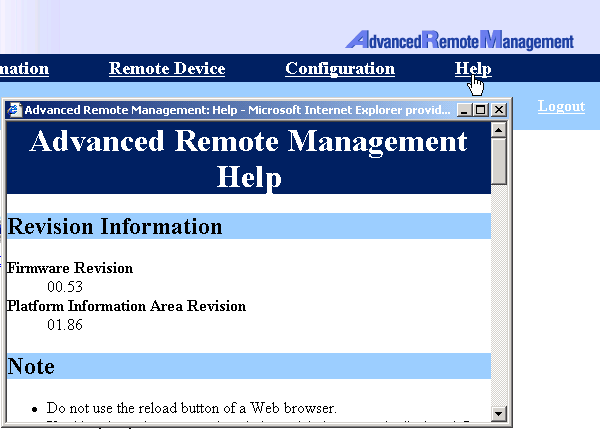 AdvancedRemoteManagement
mation Remote Device Configuration Help
Logout
Advanced Remote Management: Help - Microsoft Internet Explorer provid...
Advanced Remote Management
Help
Revision Information
Firmware Revision
00.53
Platform Information Area Revision
01.86
Note
• Do not use the reload button of a Web browser.